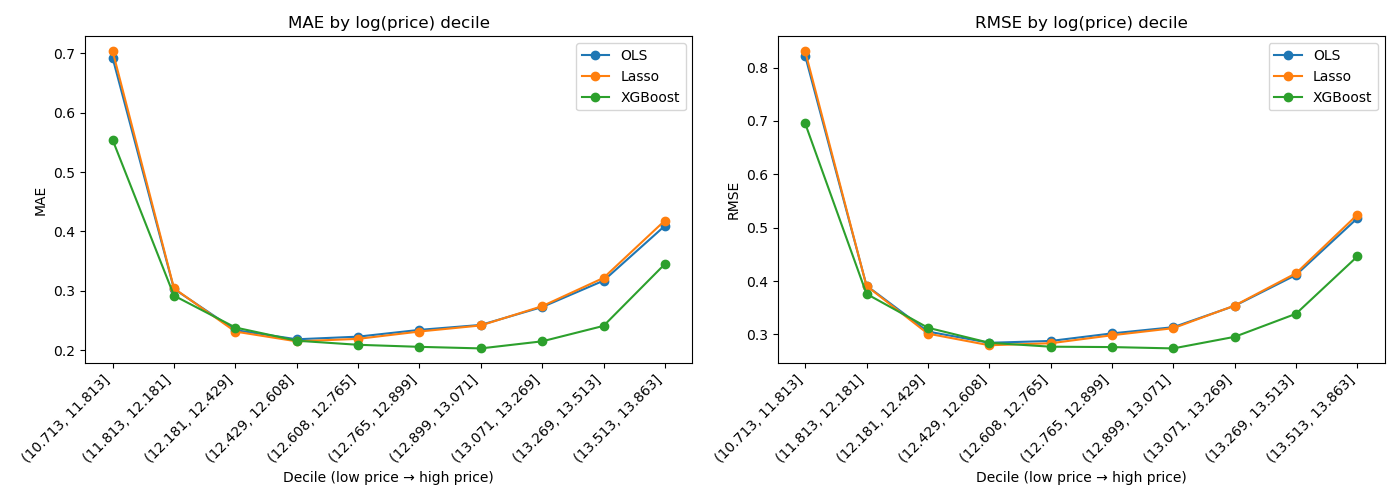 MAE by log(price) decile
MAE
0.7
0.6
0.5
0.4
0.3
0.2
OLS
Lasso
XGBoost
(10.713, 11.813]
(11.813, 12.181]
(12.181, 12.429]
(12.429, 12.608]
(12.608, 12.765]
(12.765, 12.899]
(12.899, 13.071]
(13.071, 13.269]
(13.269, 13.513]
(13.513, 13.863]
Decile (low price → high price)
RMSE by log(price) decile
RMSE
0.8
0.7
0.6
0.5
0.4
0.3
OLS
Lasso
XGBoost
(10.713, 11.813]
(11.813, 12.181]
(12.181, 12.429]
(12.429, 12.608]
(12.608, 12.765]
(12.765, 12.899]
(12.899, 13.071]
(13.071, 13.269]
(13.269, 13.513]
(13.513, 13.863]
Decile (low price → high price)